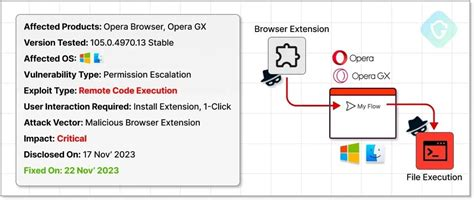 Affected Products: Opera Browser, Opera GX
Version Tested: 105.0.4970.13 Stable
Affected OS:
Vulnerability Type: Permission Escalation
Exploit Type: Remote Code Execution
User Interaction Required: Install Extension, 1-Click
Attack Vector: Malicious Browser Extension
Impact: Critical
Disclosed On: 17 Nov' 2023
Fixed On: 22 Nov' 2023
Browser Extension
Opera
Opera GX
My Flow
File Execution